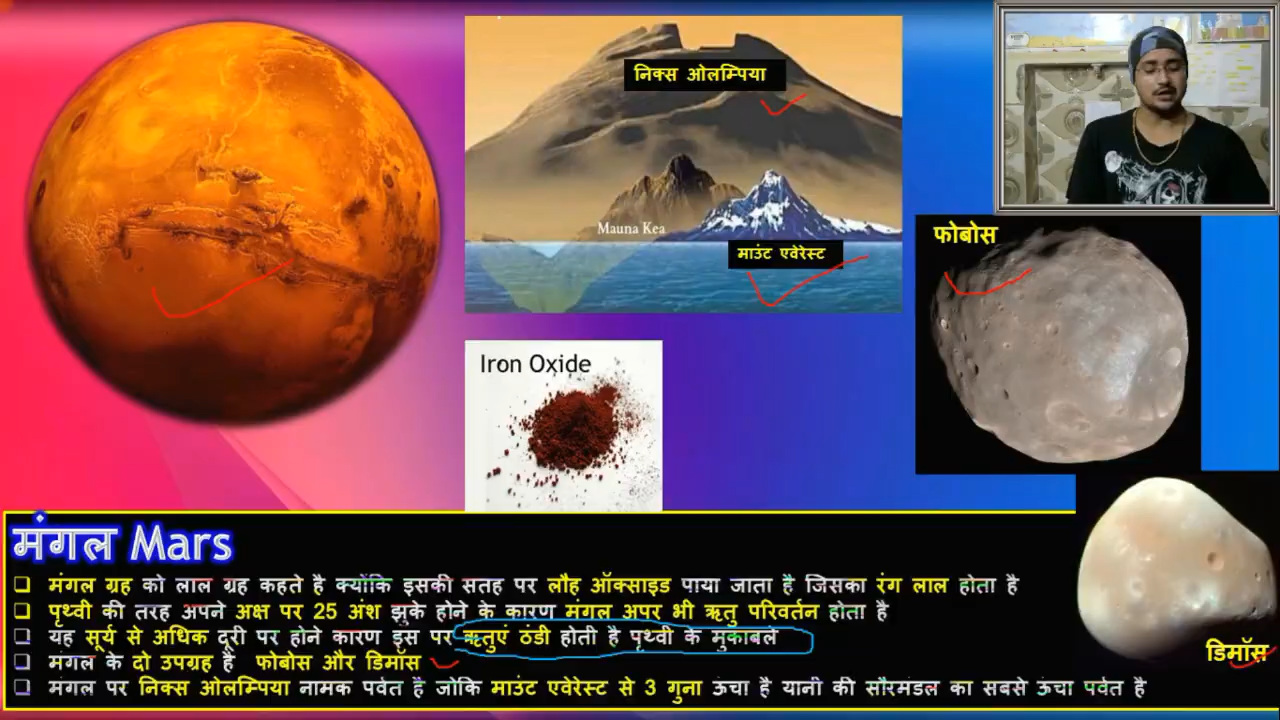 निक्स ओलम्पिया
Mauna Kea
माउंट एवेरेस्ट
फोबोस
Iron Oxide
डिमॉस
मंगल Mars
मंगल ग्रह को लाल ग्रह कहते है क्योंकि इसकी सतह पर लौह ऑक्साइड पाया जाता है जिसका रंग लाल होता है
पृथ्वी की तरह अपने अक्ष पर 25 अंश झुके होने के कारण मंगल अपर भी ऋतु परिवर्तन होता है
यह सूर्य से अधिक दूरी पर होने कारण इस पर ऋतुएं ठंडी होती है पृथ्वी के मुकाबले
मंगल के दो उपग्रह है फोबोस और डिमॉस
मंगल पर निक्स ओलम्पिया नामक पर्वत है जोकि माउंट एवेरेस्ट से 3 गुना ऊंचा है यानी की सौरमंडल का सबसे ऊंचा पर्वत है